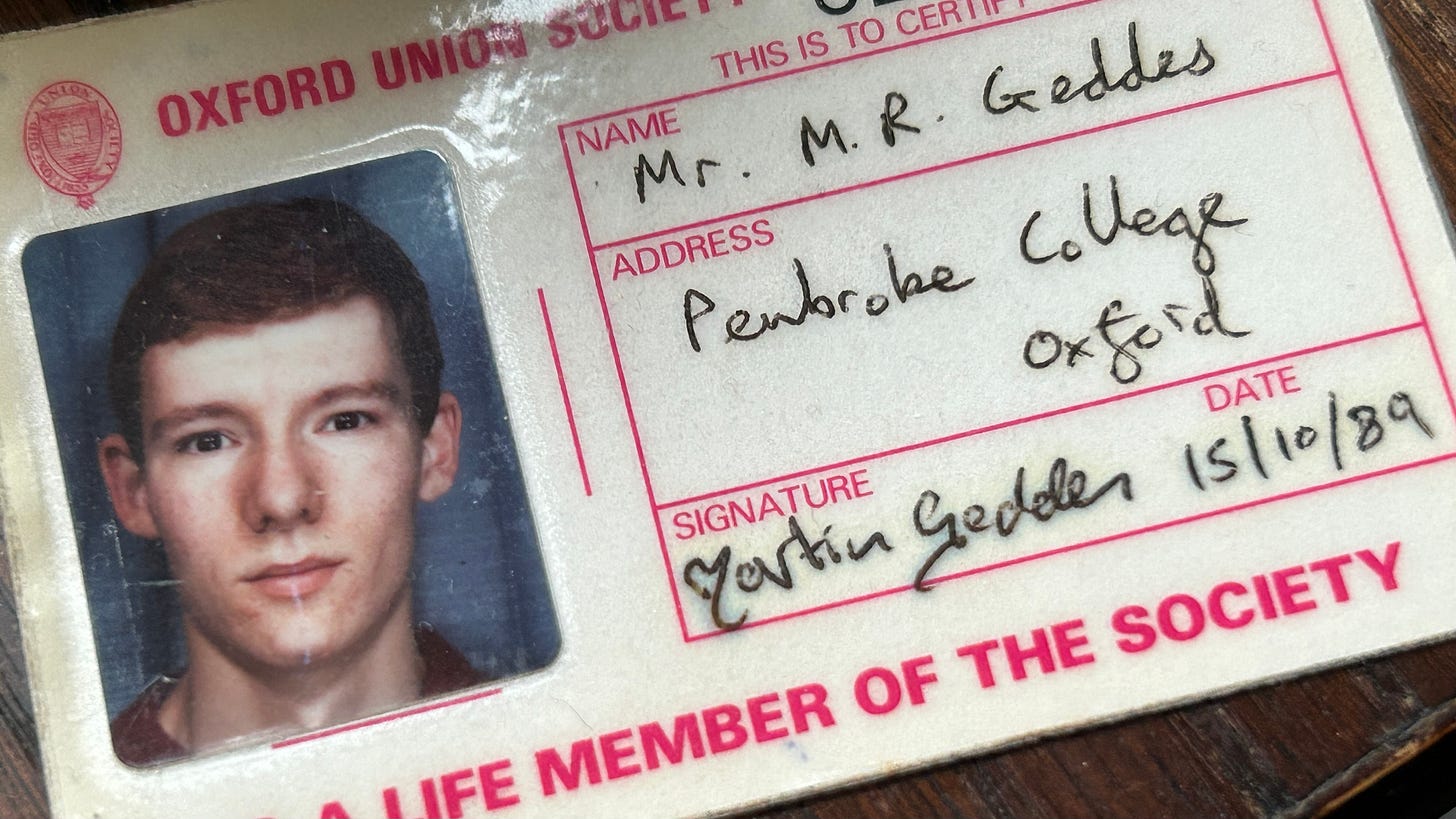 OXFORD UNION SOCIETY
THIS IS TO CERTIFY
NAME
Mr. M. R. Geddes
ADDRESS
Pembroke College
Oxford
DATE
15/10/89
SIGNATURE
Martin Geddes
A LIFE MEMBER OF THE SOCIETY